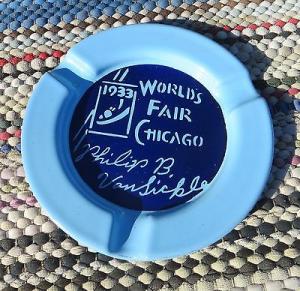 1933
WORLD'S
FAIR
CHICAGO
Philip B
VanSickle